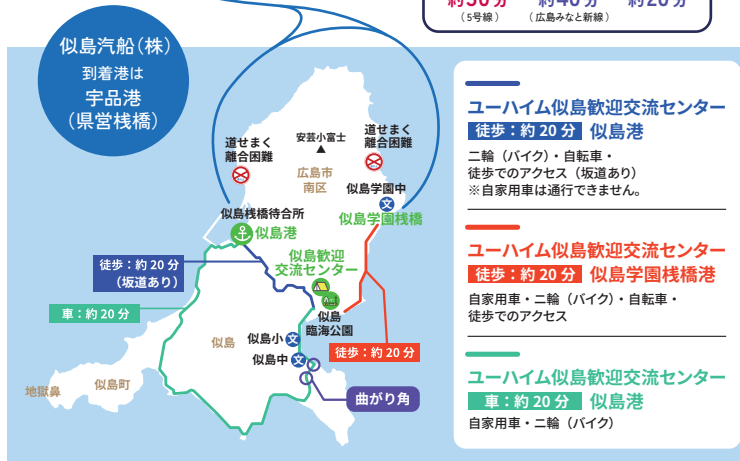 約30分 約40分 約20分
（5号線） （広島みなと新線）
似島汽船（株）
到着港は
宇品港
（県営桟橋）
道せまく
離合困難
安芸小富士
道せまく
離合困難
広島市
南区
似島学園中
文
似島学園桟橋
似島桟橋待合所
似島港
似島歓迎
交流センター
徒歩：約20分
（坂道あり）
車：約20分
似島
臨海公園
似島
似島小
文
似島中
文
徒歩：約20分
曲がり角
地獄鼻
似島町
ユーハイム似島歓迎交流センター
徒歩：約20分 似島港
二輪（バイク）・自転車・
徒歩でのアクセス（坂道あり）
※自家用車は通行できません。
ユーハイム似島歓迎交流センター
徒歩：約20分 似島学園桟橋港
自家用車・二輪（バイク）・自転車・
徒歩でのアクセス
ユーハイム似島歓迎交流センター
車：約20分 似島港
自家用車・二輪（バイク）